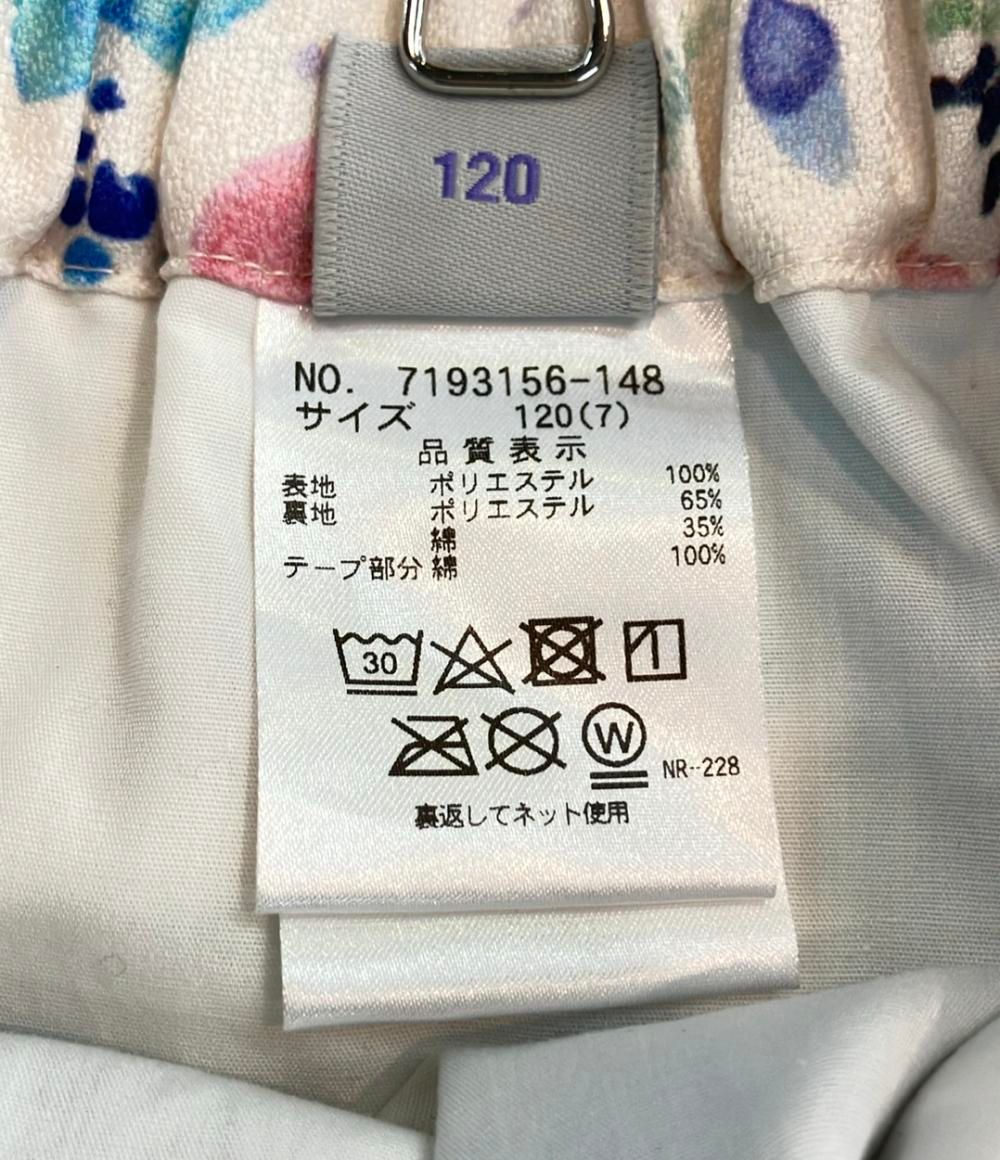 120
NO. 7193156-148
サイズ 120(7)
品質表示
表地 ポリエステル 100%
裏地 ポリエステル 65%
綿 35%
テープ部分 綿 100%
30
W NR-228
裏返してネット使用